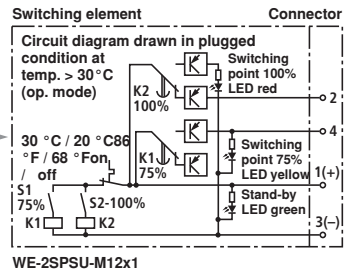 Switching element
Connector
Circuit diagram drawn in plugged
condition at
temp. > 30°C
(op. mode)
Switching
point 100%
LED red
K2
100%
2
4
30 °C / 20 °C86
°F / 68 °Fon
/ off
K1
75%
Switching
point 75%
LED yellow
1(+)
S1
75%
S2-100%
Stand-by
LED green
K1
K2
3(–)
WE-2SPSU-M12x1